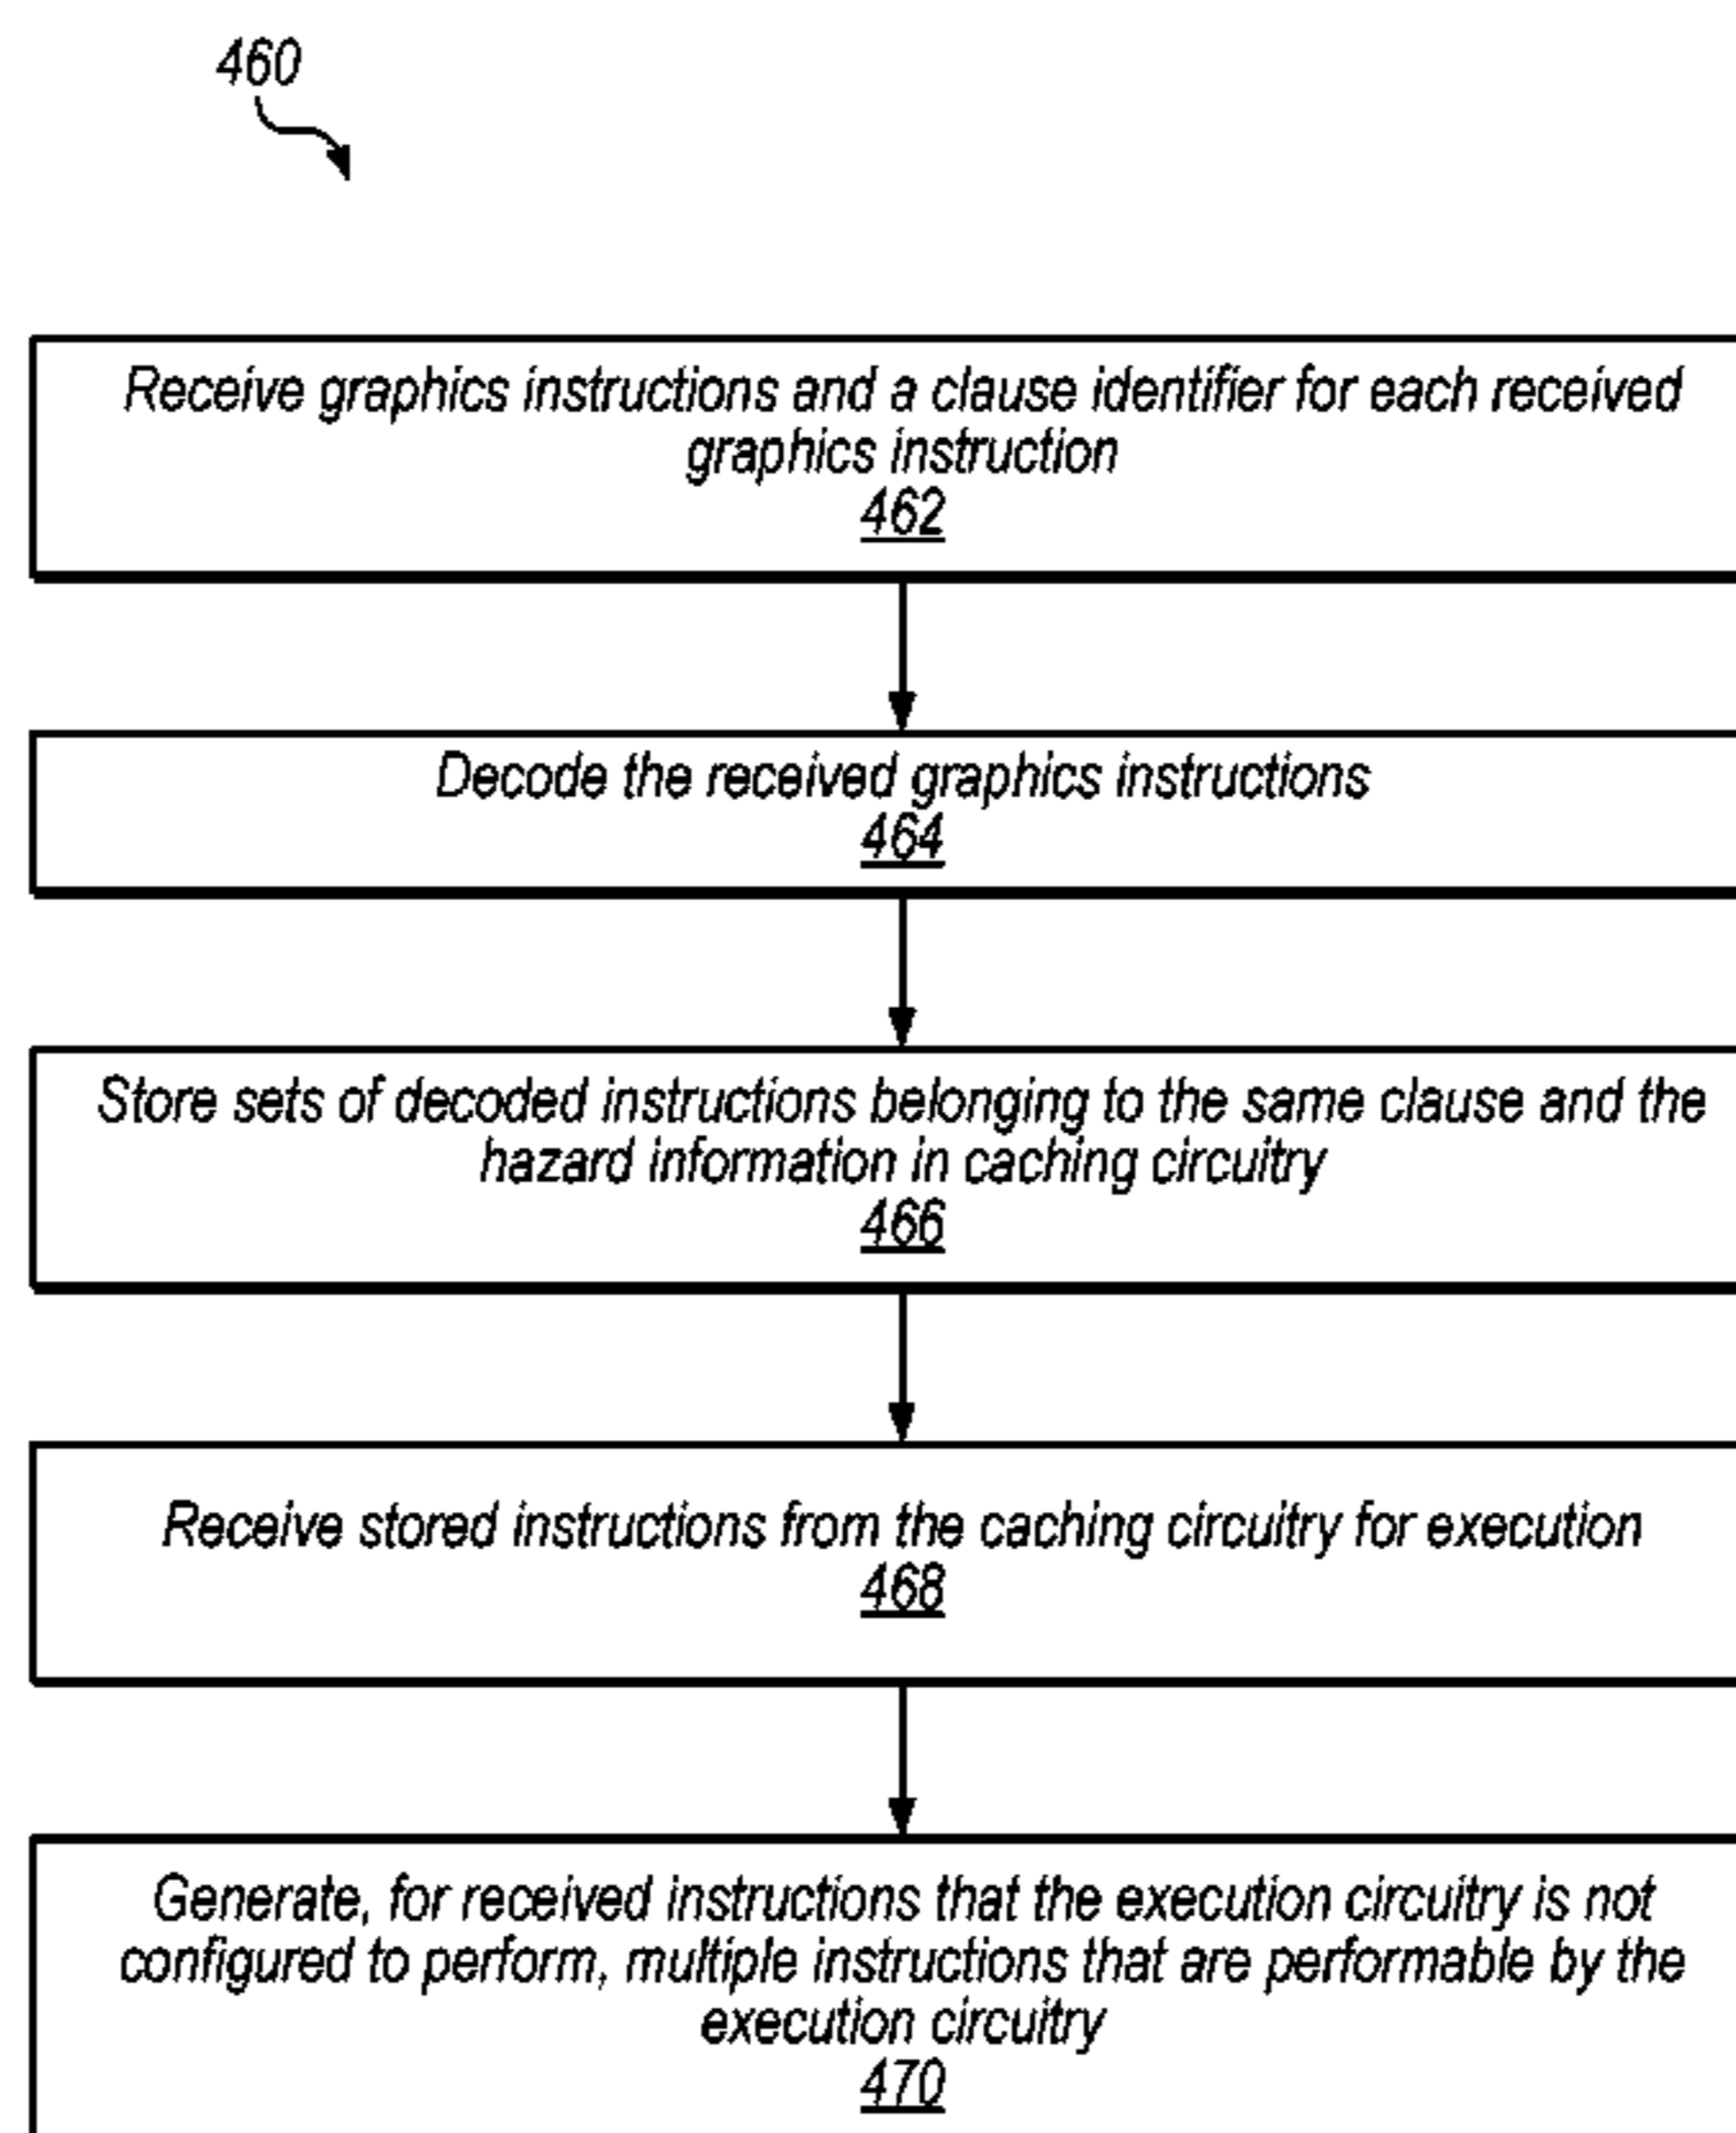 460
Receive graphics instructions and a clause identifier for each received
graphics instruction
462
Decode the received graphics instructions
464
Store sets of decoded instructions belonging to the same clause and the
hazard information in caching circuitry
466
Receive stored instructions from the caching circuitry for execution
468
Generate, for received instructions that the execution circuitry is not
configured to perform, multiple instructions that are performable by the
execution circuitry
470